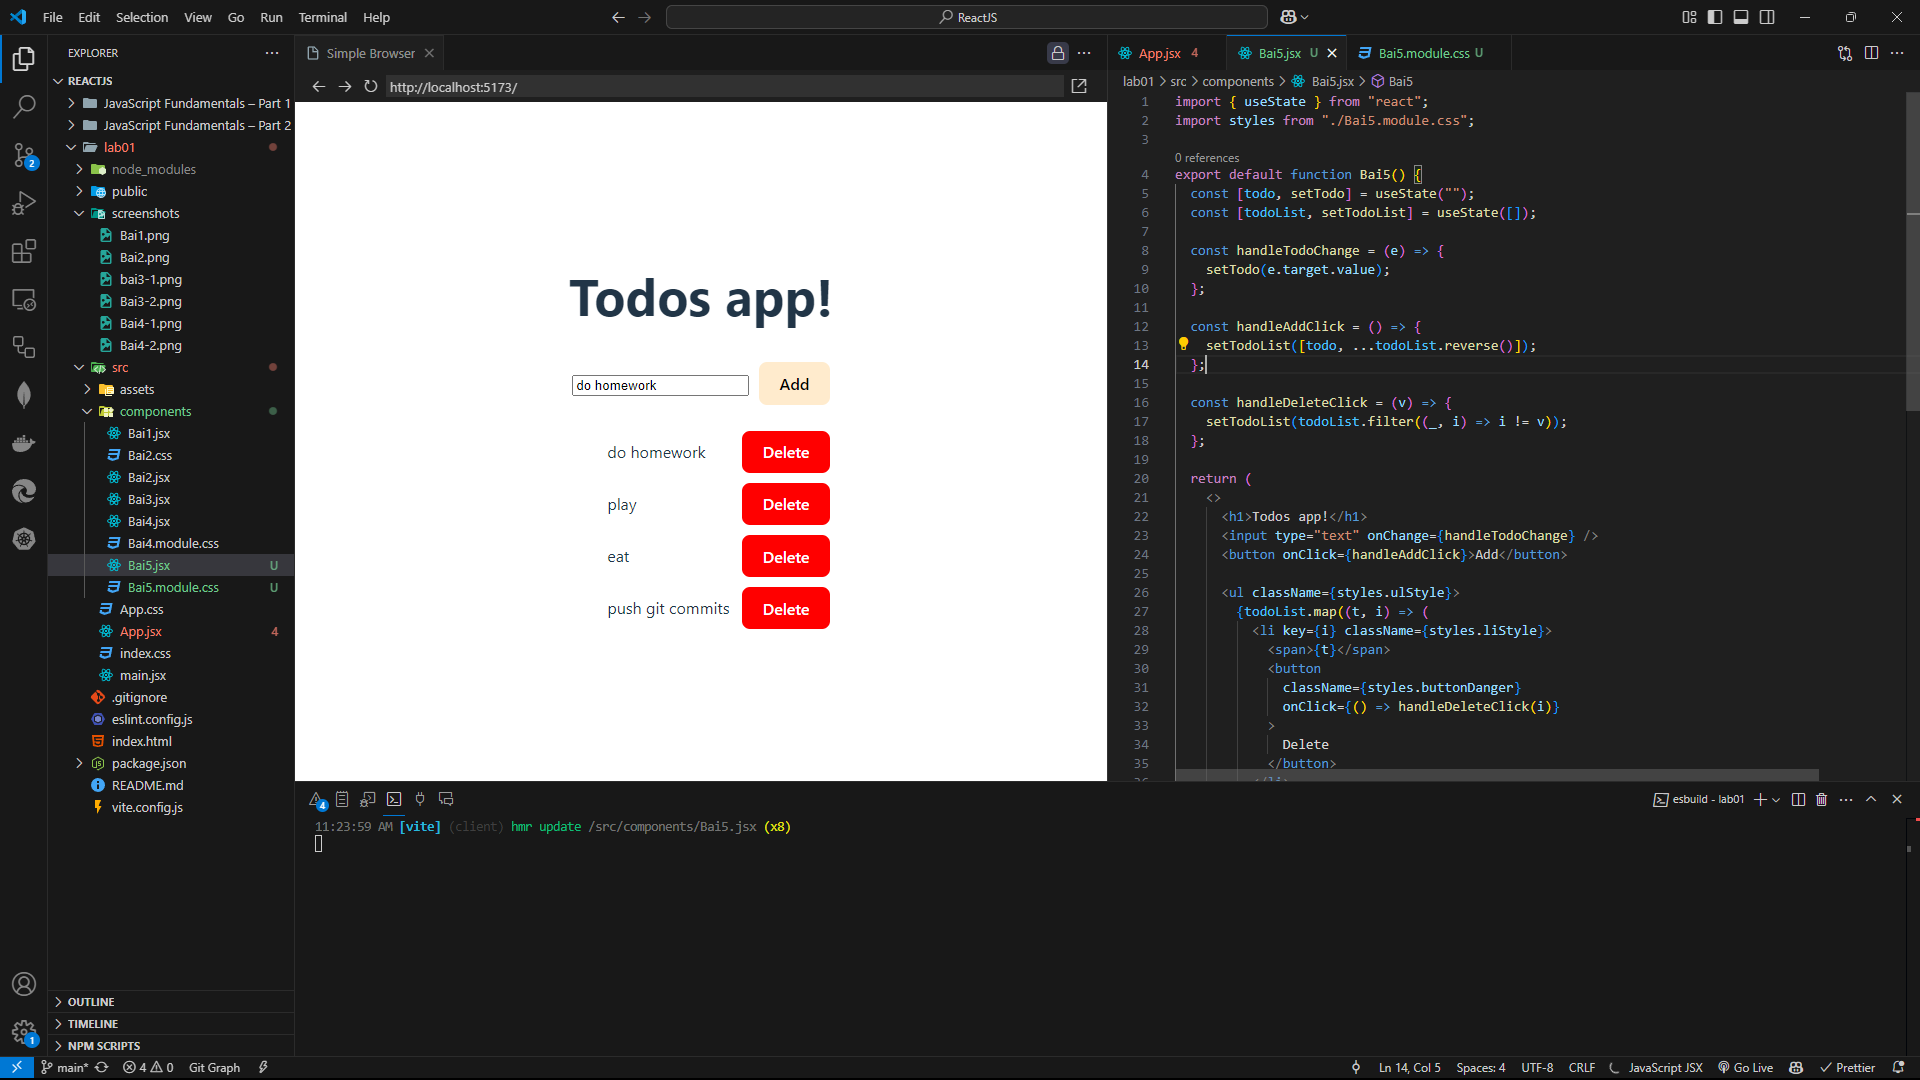 File Edit Selection View Go Run Terminal Help
ReactJS
EXPLORER
REACTJS
JavaScript Fundamentals – Part 1
JavaScript Fundamentals – Part 2
lab01
node_modules
public
screenshots
Bai1.png
Bai2.png
bai3-1.png
Bai3-2.png
Bai4-1.png
Bai4-2.png
src
assets
components
Bai1.jsx
Bai2.css
Bai2.jsx
Bai3.jsx
Bai4.jsx
Bai4.module.css
Bai5.jsx U
Bai5.module.css U
App.css
App.jsx 4
index.css
main.jsx
.gitignore
eslint.config.js
index.html
package.json
README.md
vite.config.js
OUTLINE
TIMELINE
NPM SCRIPTS
2
1
Simple Browser
http://localhost:5173/
Todos app!
do homework Add
do homework Delete
play Delete
eat Delete
push git commits Delete
App.jsx 4 Bai5.jsx U Bai5.module.css U
lab01 > src > components > Bai5.jsx > Bai5
1 import { useState } from "react";
2 import styles from "./Bai5.module.css";
3
0 references
4 export default function Bai5() {
5 const [todo, setTodo] = useState("");
6 const [todoList, setTodoList] = useState([]);
7
8 const handleTodoChange = (e) => {
9 setTodo(e.target.value);
10 };
11
12 const handleAddClick = () => {
13 setTodoList([todo, ...todoList.reverse()]);
14 };
15
16 const handleDeleteClick = (v) => {
17 setTodoList(todoList.filter((_, i) => i != v));
18 };
19
20 return (
21 <>
22 <h1>Todos app!</h1>
23 <input type="text" onChange={handleTodoChange} />
24 <button onClick={handleAddClick}>Add</button>
25
26 <ul className={styles.ulStyle}>
27 {todoList.map((t, i) => (
28 <li key={i} className={styles.liStyle}>
29 <span>{t}</span>
30 <button
31 className={styles.buttonDanger}
32 onClick={() => handleDeleteClick(i)}
33 >
34 Delete
35 </button>
4
esbuild - lab01
11:23:59 AM [vite] (client) hmr update /src/components/Bai5.jsx (x8)
main* 4 0 Git Graph
Ln 14, Col 5 Spaces: 4 UTF-8 CRLF JavaScript JSX Go Live Prettier